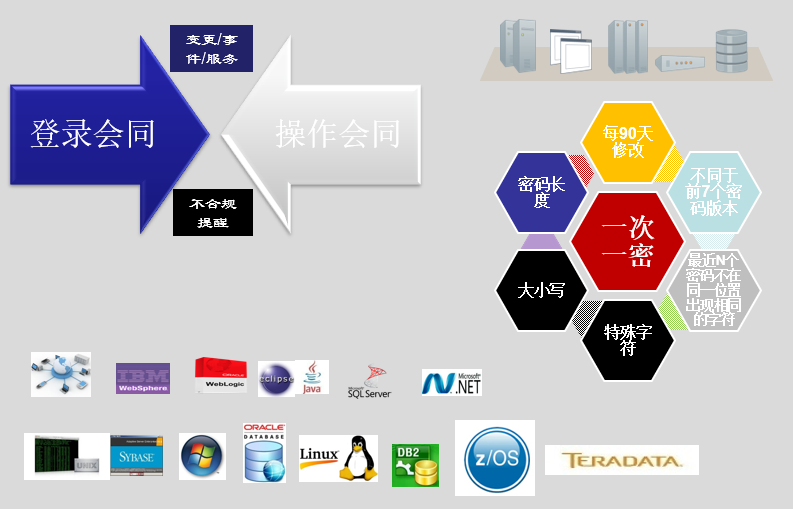 变更/事
件/服务
登录会同
操作会同
不合规
提醒
每90天
修改
密码长
度
不同于
前7个密
码版本
一次
一密
大小写
最近N个
密码不在
同一位置
出现相同
的字符
特殊字
符
IBM
WebSphere
ORACLE
WebLogic
eclipse
Java
Microsoft
SQL Server
Microsoft
.NET
UNIX
SYBASE
ORACLE
DATABASE
Linux
DB2
z/OS
TERADATA.